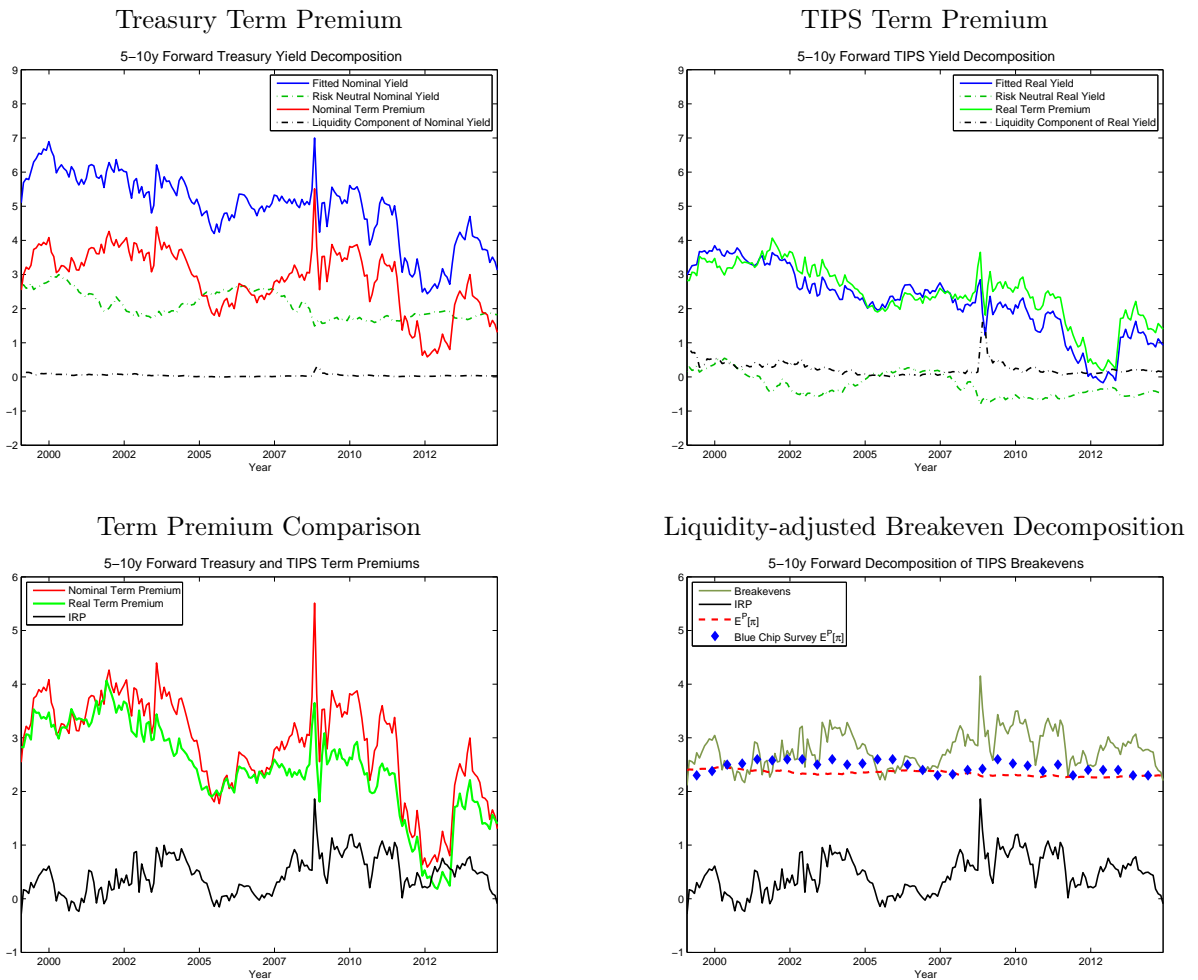 Treasury Term Premium
5−10y Forward Treasury Yield Decomposition
9
8
7
6
5
4
3
2
1
0
−1
−2
Fitted Nominal Yield
Risk Neutral Nominal Yield
Nominal Term Premium
Liquidity Component of Nominal Yield
2000 2002 2005 2007 2010 2012
Year
TIPS Term Premium
5−10y Forward TIPS Yield Decomposition
9
8
7
6
5
4
3
2
1
0
−1
−2
Fitted Real Yield
Risk Neutral Real Yield
Real Term Premium
Liquidity Component of Real Yield
2000 2002 2005 2007 2010 2012
Year
Term Premium Comparison
5−10y Forward Treasury and TIPS Term Premiums
6
5
4
3
2
1
0
−1
Nominal Term Premium
Real Term Premium
IRP
2000 2002 2005 2007 2010 2012
Year
Liquidity-adjusted Breakeven Decomposition
5−10y Forward Decomposition of TIPS Breakevens
6
5
4
3
2
1
0
−1
Breakevens
IRP
E^P[π]
Blue Chip Survey E^P[π]
2000 2002 2005 2007 2010 2012
Year